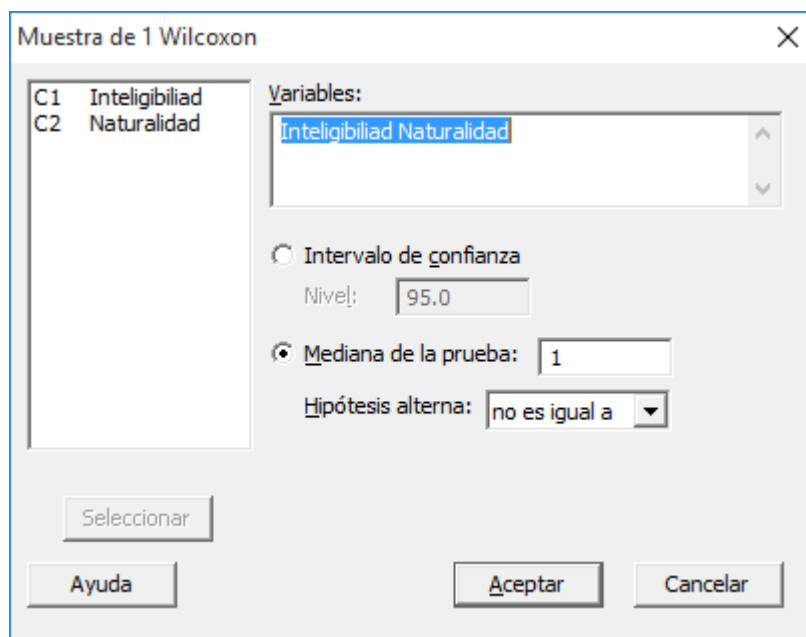 Muestra de 1 Wilcoxon
C1 Inteligibiliad
C2 Naturalidad
Variables:
Inteligibiliad Naturalidad
Intervalo de confianza
Nivel: 95.0
Mediana de la prueba: 1
Hipótesis alterna: no es igual a
Seleccionar
Ayuda
Aceptar
Cancelar